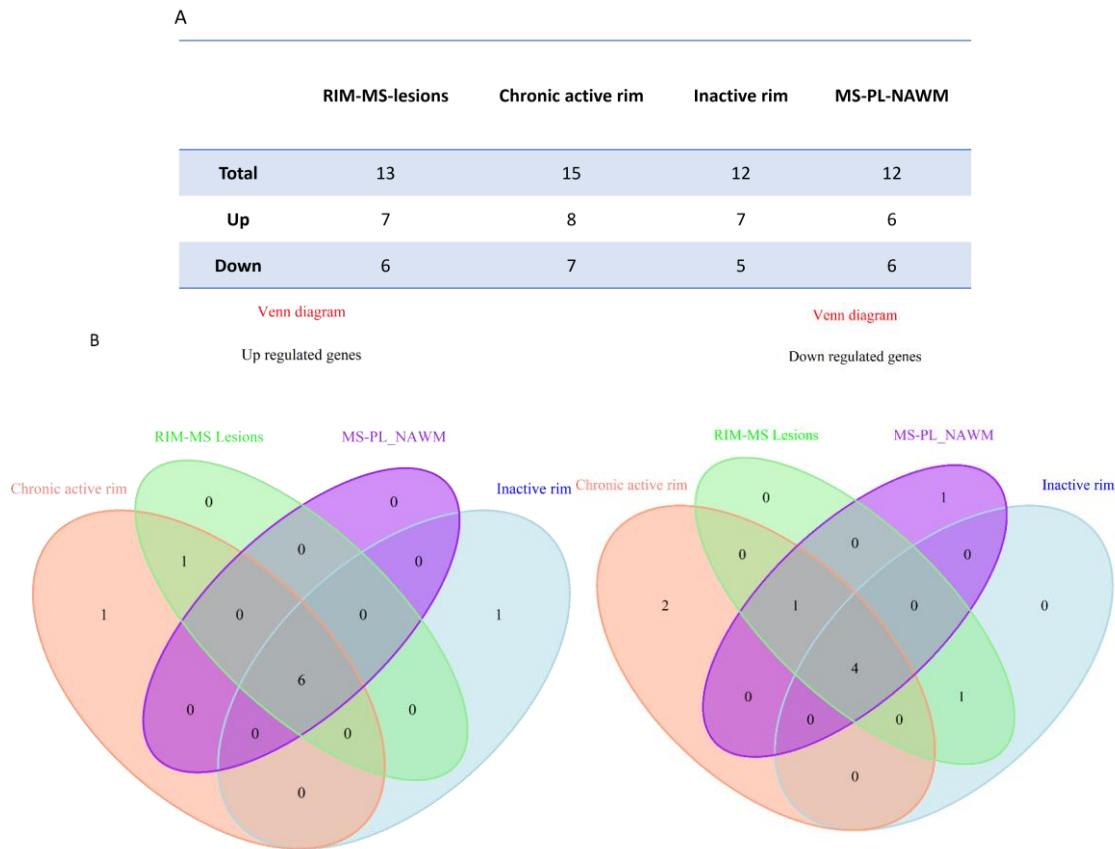 A
RIM-MS-lesions Chronic active rim Inactive rim MS-PL-NAWM
Total 13 15 12 12
Up 7 8 7 6
Down 6 7 5 6
Venn diagram Venn diagram
B
Up regulated genes Down regulated genes
RIM-MS Lesions MS-PL_NAWM RIM-MS Lesions MS-PL_NAWM
Chronic active rim Inactive rim Chronic active rim Inactive rim
0 0 0 1
0 0
1 0 0 0
1 0 0 1 2 1 0 0
6 4
0 0 0 1
0 0 0 0
0 0